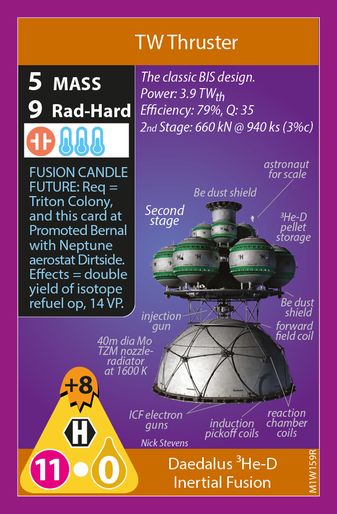 TW Thruster
5 MASS
9 Rad-Hard
The classic BIS design.
Power: 3.9 TWth
Efficiency: 79%, Q: 35
2nd Stage: 660 kN @ 940 ks (3%c)
FUSION CANDLE
FUTURE: Req =
Triton Colony,
and this card at
Promoted Bernal
with Neptune
aerostat Dirtside.
Effects = double
yield of isotope
refuel op, 14 VP.
astronaut
for scale
Be dust shield
Second
stage
³He-D
pellet
storage
Be dust
shield
injection
gun
forward
field coil
40m dia Mo
TZM nozzle-
radiator
at 1600 K
ICF electron
guns
induction
pickoff coils
reaction
chamber
coils
Nick Stevens
+8
H
11 • 0
Daedalus ³He-D
Inertial Fusion
M1W159R